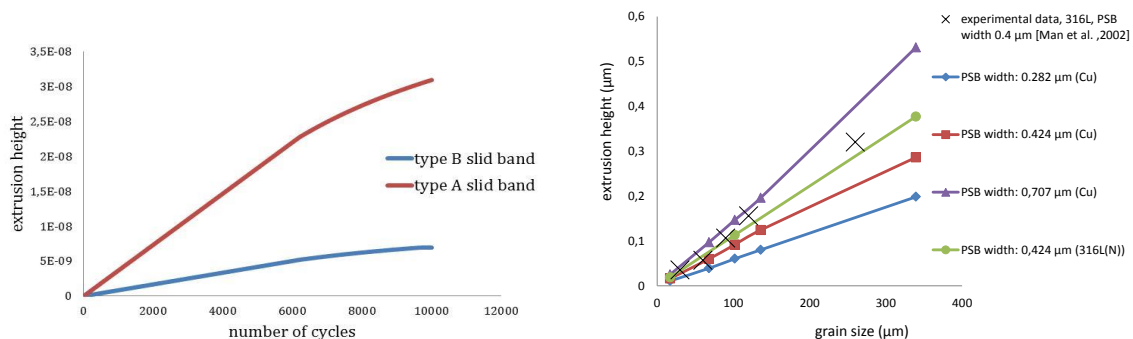 3,5E-08
3E-08
2,5E-08
2E-08
1,5E-08
1E-08
5E-09
0
extrusion height
0
2000
4000
6000
8000
10000
12000
number of cycles
type B slid band
type A slid band
0,6
0,5
0,4
0,3
0,2
0,1
0
extrusion height (µm)
0
100
200
300
400
grain size (µm)
experimental data, 316L, PSB
width 0.4 µm [Man et al. ,2002]
PSB width: 0.282 µm (Cu)
PSB width: 0.424 µm (Cu)
PSB width: 0,707 µm (Cu)
PSB width: 0,424 µm (316L(N))